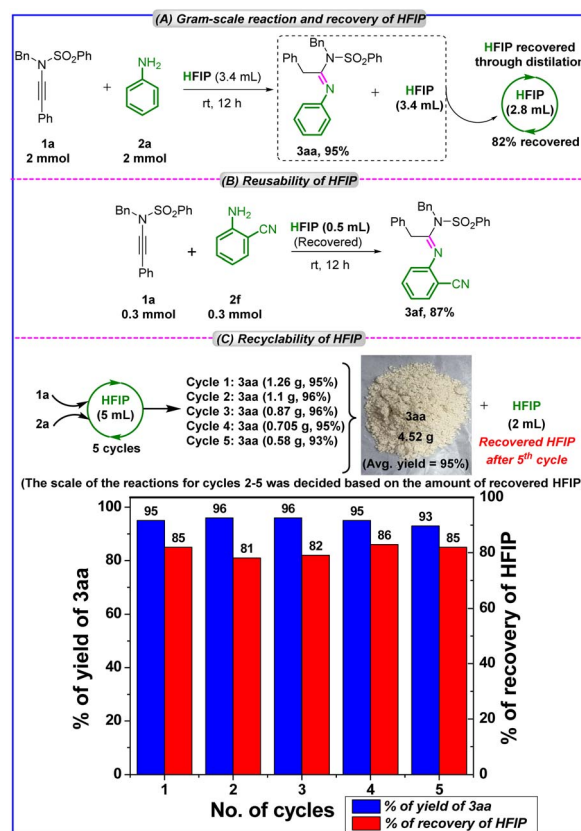 (A) Gram-scale reaction and recovery of HFIP
Bn N SO2Ph
Ph
1a
2 mmol
+
NH2
2a
2 mmol
HFIP (3.4 mL)
rt, 12 h
Bn
Ph N SO2Ph
N
3aa, 95%
+
HFIP
(3.4 mL)
HFIP recovered
through distilation
HFIP
(2.8 mL)
82% recovered
(B) Reusability of HFIP
Bn N SO2Ph
Ph
1a
0.3 mmol
+
NH2
CN
2f
0.3 mmol
HFIP (0.5 mL)
(Recovered)
rt, 12 h
Bn
Ph N SO2Ph
N
CN
3af, 87%
(C) Recyclability of HFIP
1a
2a
HFIP
(5 mL)
5 cycles
Cycle 1: 3aa (1.26 g, 95%)
Cycle 2: 3aa (1.1 g, 96%)
Cycle 3: 3aa (0.87 g, 96%)
Cycle 4: 3aa (0.705 g, 95%)
Cycle 5: 3aa (0.58 g, 93%)
3aa
4.52 g
(Avg. yield = 95%)
+
HFIP
(2 mL)
Recovered HFIP
after 5th cycle
(The scale of the reactions for cycles 2-5 was decided based on the amount of recovered HFIP
% of yield of 3aa
100
80
60
40
20
0
95 85
96 81
96 82
95 86
93 85
100
80
60
40
20
0
% of recovery of HFIP
1 2 3 4 5
No. of cycles
% of yield of 3aa
% of recovery of HFIP